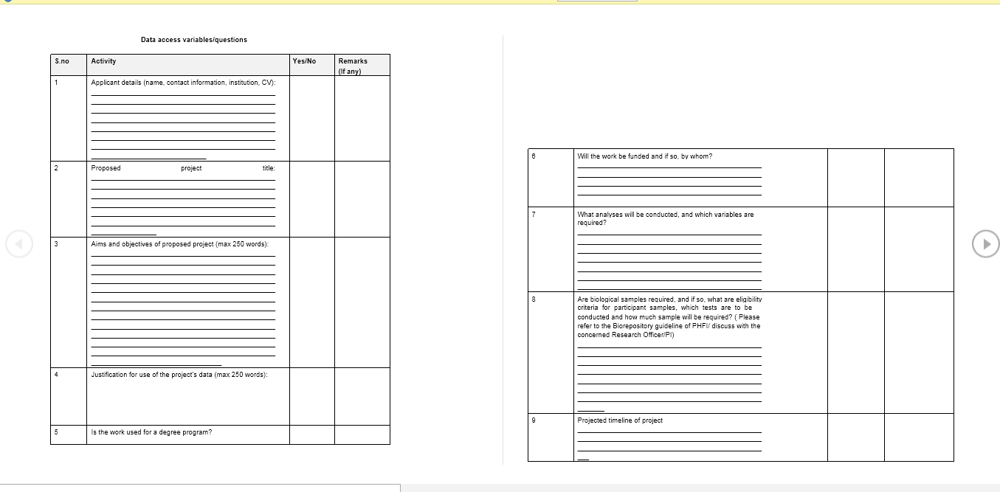 Data access variables/questions
S.no Activity Yes/No Remarks
(If any)
1 Applicant details (name, contact information, institution, CV):
2 Proposed project title:
3 Aims and objectives of proposed project (max 250 words):
4 Justification for use of the project's data (max 250 words):
5 Is the work used for a degree program?
6 Will the work be funded and if so, by whom?
7 What analyses will be conducted, and which variables are
required?
8 Are biological samples required, and if so, what are eligibility
criteria for participant samples, which tests are to be
conducted and how much sample will be required? ( Please
refer to the Biorepository guideline of PHFI/ discuss with the
concerned Research Officer/PI)
9 Projected timeline of project